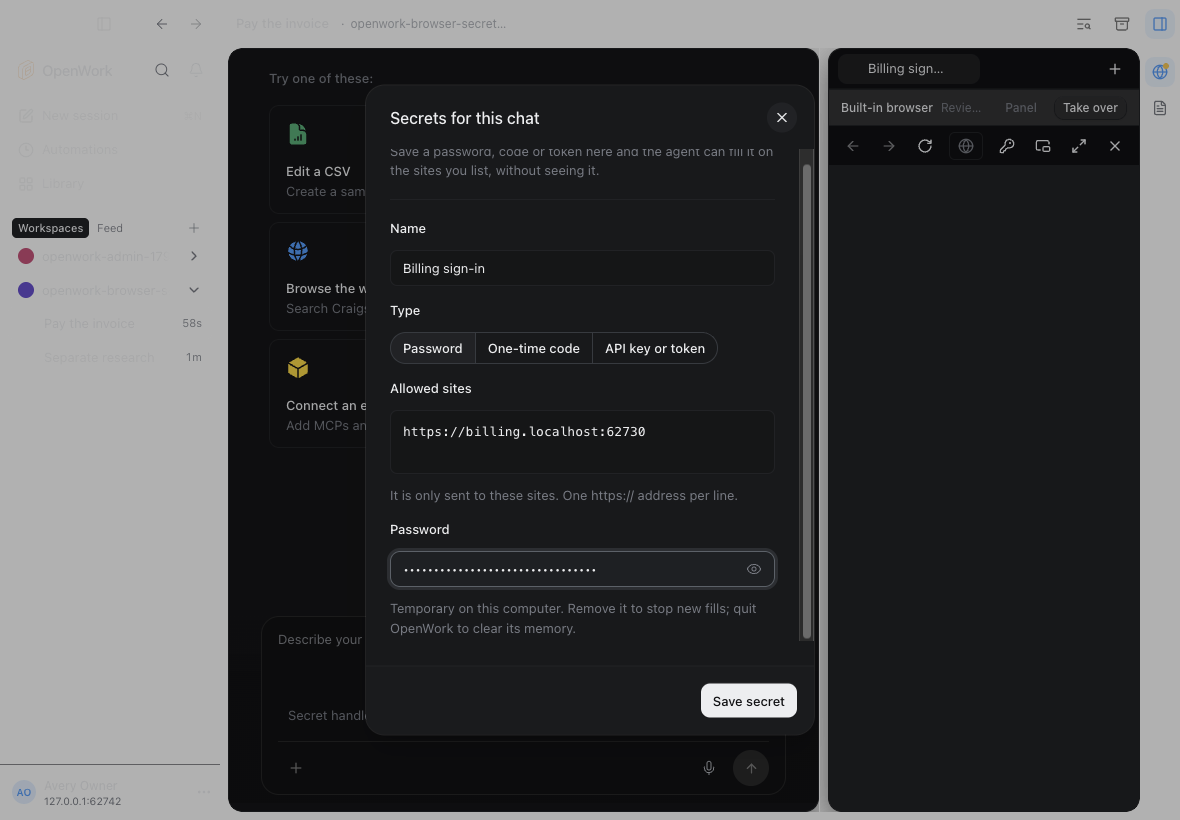 Pay the Invoice · openwork-browser-secret...
OpenWork
New session
Automations
Library
Workspaces Feed
openwork-admin-17
openwork-browser-s
Pay the Invoice 58s
Separate research 1m
AO Avery Owner
127.0.0.1:62742
Try one of these:
Edit a CSV
Create a sam
Browse the w
Search Craigs
Connect an e
Add MCPs an
Describe your
Secret handl
Secrets for this chat
Save a password, code or token here and the agent can fill it on
the sites you list, without seeing it.
Name
Billing sign-in
Type
Password One-time code API key or token
Allowed sites
https://billing.localhost:62730
It is only sent to these sites. One https:// address per line.
Password
••••••••••••••••••••••••••••••••
Temporary on this computer. Remove it to stop new fills; quit
OpenWork to clear its memory.
Save secret
Billing sign...
Built-in browser Revie... Panel Take over